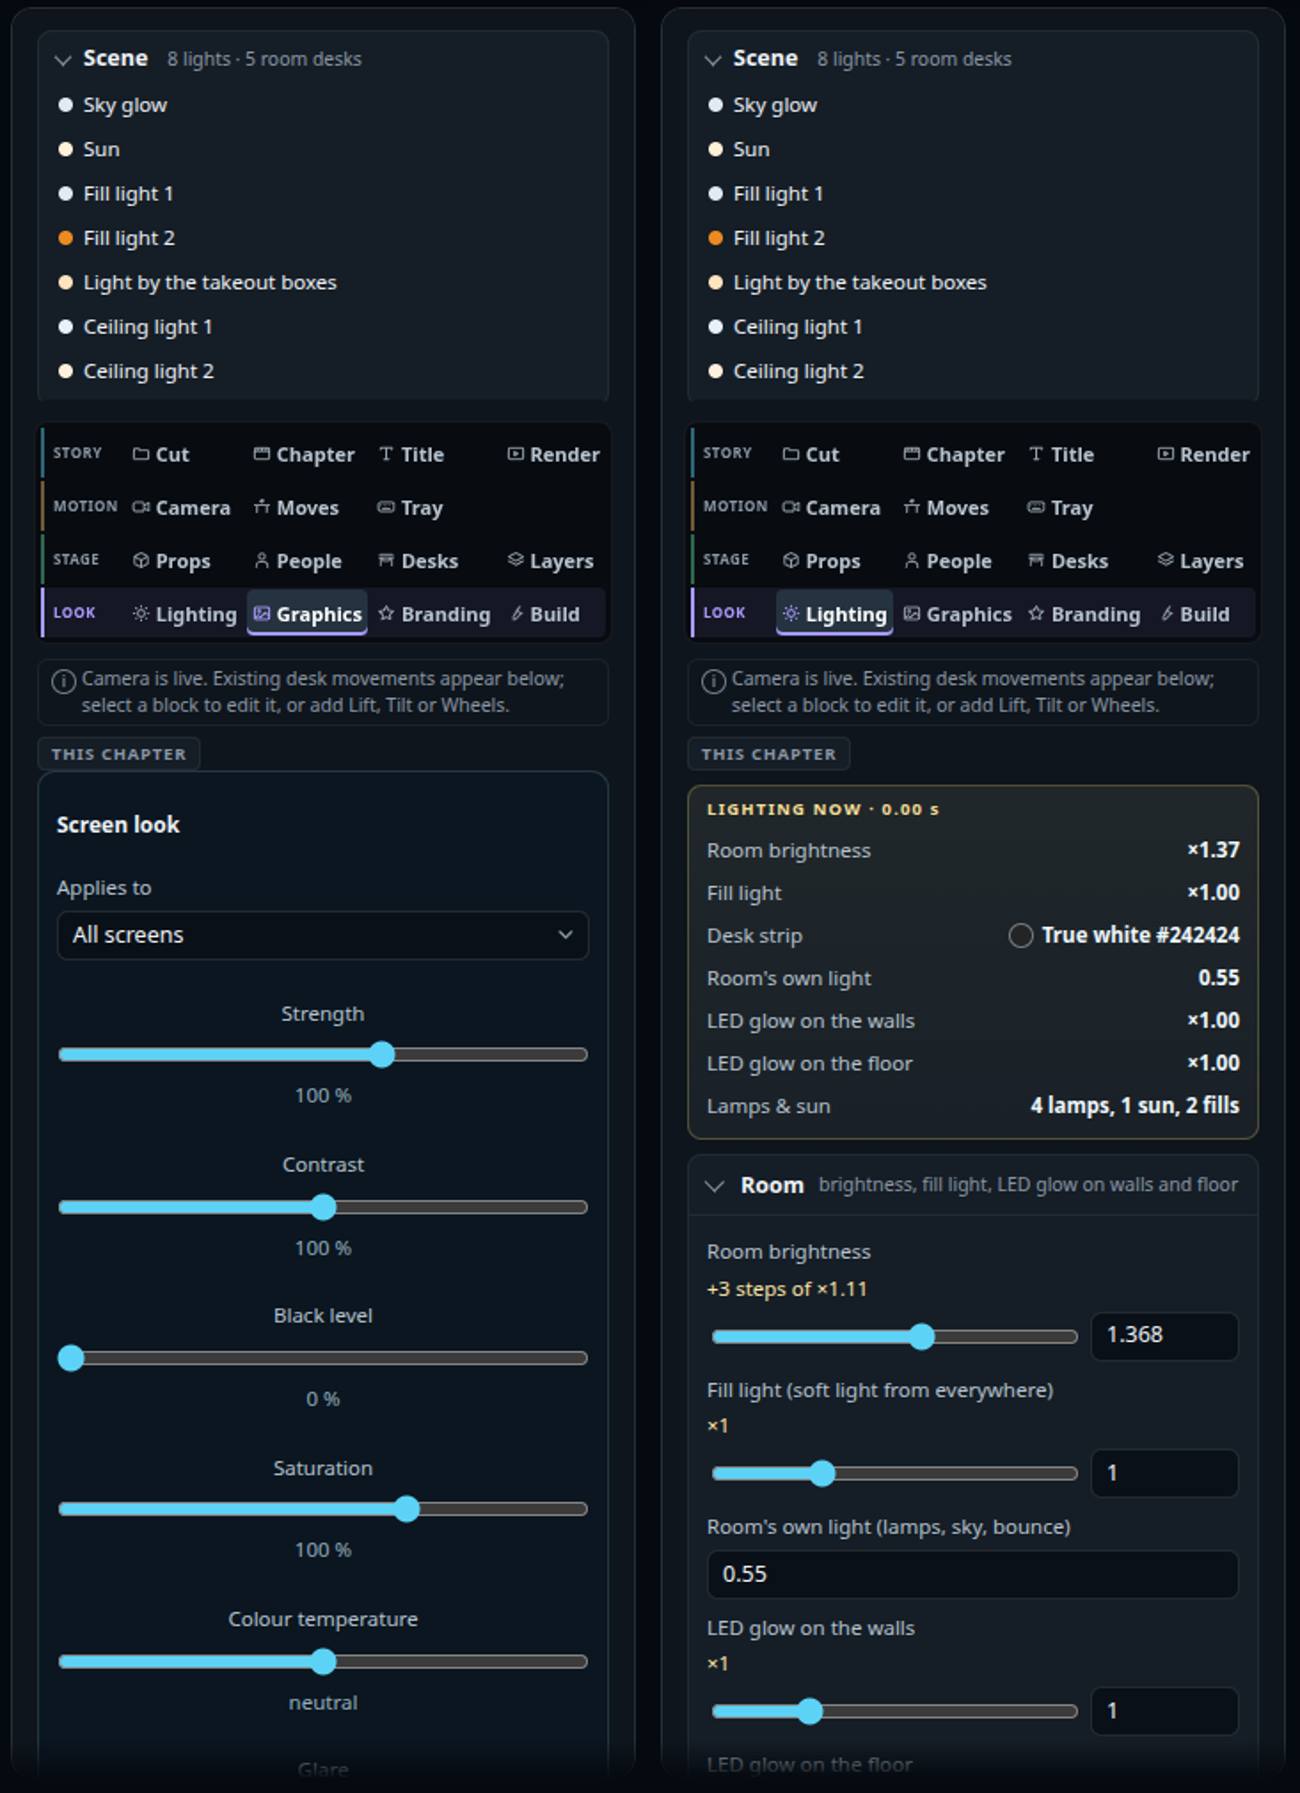 Scene 8 lights · 5 room desks
Sky glow
Sun
Fill light 1
Fill light 2
Light by the takeout boxes
Ceiling light 1
Ceiling light 2
STORY Cut Chapter Title Render
MOTION Camera Moves Tray
STAGE Props People Desks Layers
LOOK Lighting Graphics Branding Build
Camera is live. Existing desk movements appear below;
select a block to edit it, or add Lift, Tilt or Wheels.
THIS CHAPTER
Screen look
Applies to
All screens
Strength
100 %
Contrast
100 %
Black level
0 %
Saturation
100 %
Colour temperature
neutral
Glare
Scene 8 lights · 5 room desks
Sky glow
Sun
Fill light 1
Fill light 2
Light by the takeout boxes
Ceiling light 1
Ceiling light 2
STORY Cut Chapter Title Render
MOTION Camera Moves Tray
STAGE Props People Desks Layers
LOOK Lighting Graphics Branding Build
Camera is live. Existing desk movements appear below;
select a block to edit it, or add Lift, Tilt or Wheels.
THIS CHAPTER
LIGHTING NOW · 0.00 s
Room brightness ×1.37
Fill light ×1.00
Desk strip True white #242424
Room's own light 0.55
LED glow on the walls ×1.00
LED glow on the floor ×1.00
Lamps & sun 4 lamps, 1 sun, 2 fills
Room brightness, fill light, LED glow on walls and floor
Room brightness
+3 steps of ×1.11
1.368
Fill light (soft light from everywhere)
×1
1
Room's own light (lamps, sky, bounce)
0.55
LED glow on the walls
×1
1
LED glow on the floor